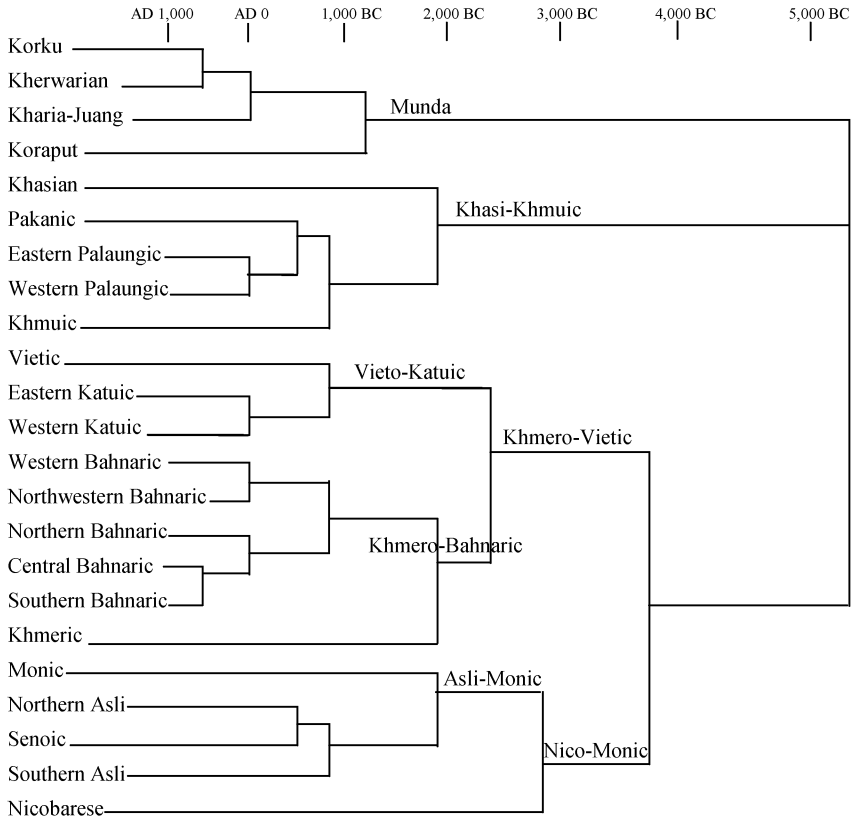 AD 1,000 AD 0 1,000 BC 2,000 BC 3,000 BC 4,000 BC 5,000 BC
Korku
Kherwarian
Munda
Kharia-Juang
Koraput
Khasian
Khasi-Khmuic
Pakanic
Eastern Palaungic
Western Palaungic
Khmuic
Vietic
Vieto-Katuic
Eastern Katuic
Western Katuic
Khmero-Vietic
Western Bahnaric
Northwestern Bahnaric
Northern Bahnaric
Khmero-Bahnaric
Central Bahnaric
Southern Bahnaric
Khmeric
Monic
Asli-Monic
Northern Asli
Senoic
Nico-Monic
Southern Asli
Nicobarese